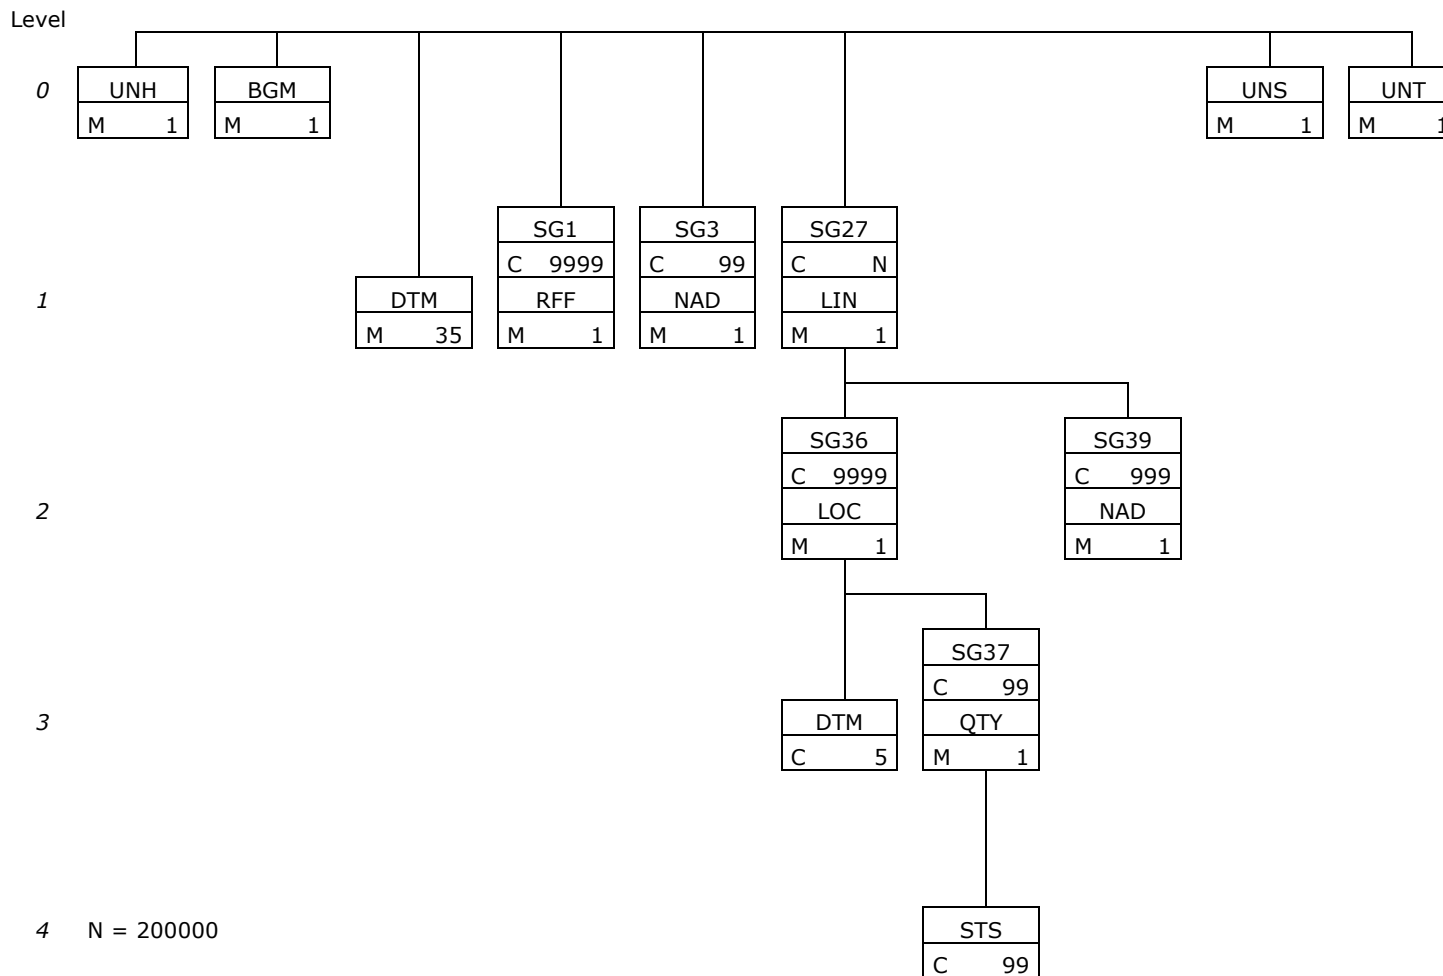 Level
0 UNH BGM UNS UNT
M 1 M 1 M 1 M 1
SG1 SG3 SG27
C 9999 C 99 C N
1 DTM RFF NAD LIN
M 35 M 1 M 1 M 1
SG36 SG39
C 9999 C 999
2 LOC NAD
M 1 M 1
SG37
C 99
3 DTM QTY
C 5 M 1
4 N = 200000 STS
C 99